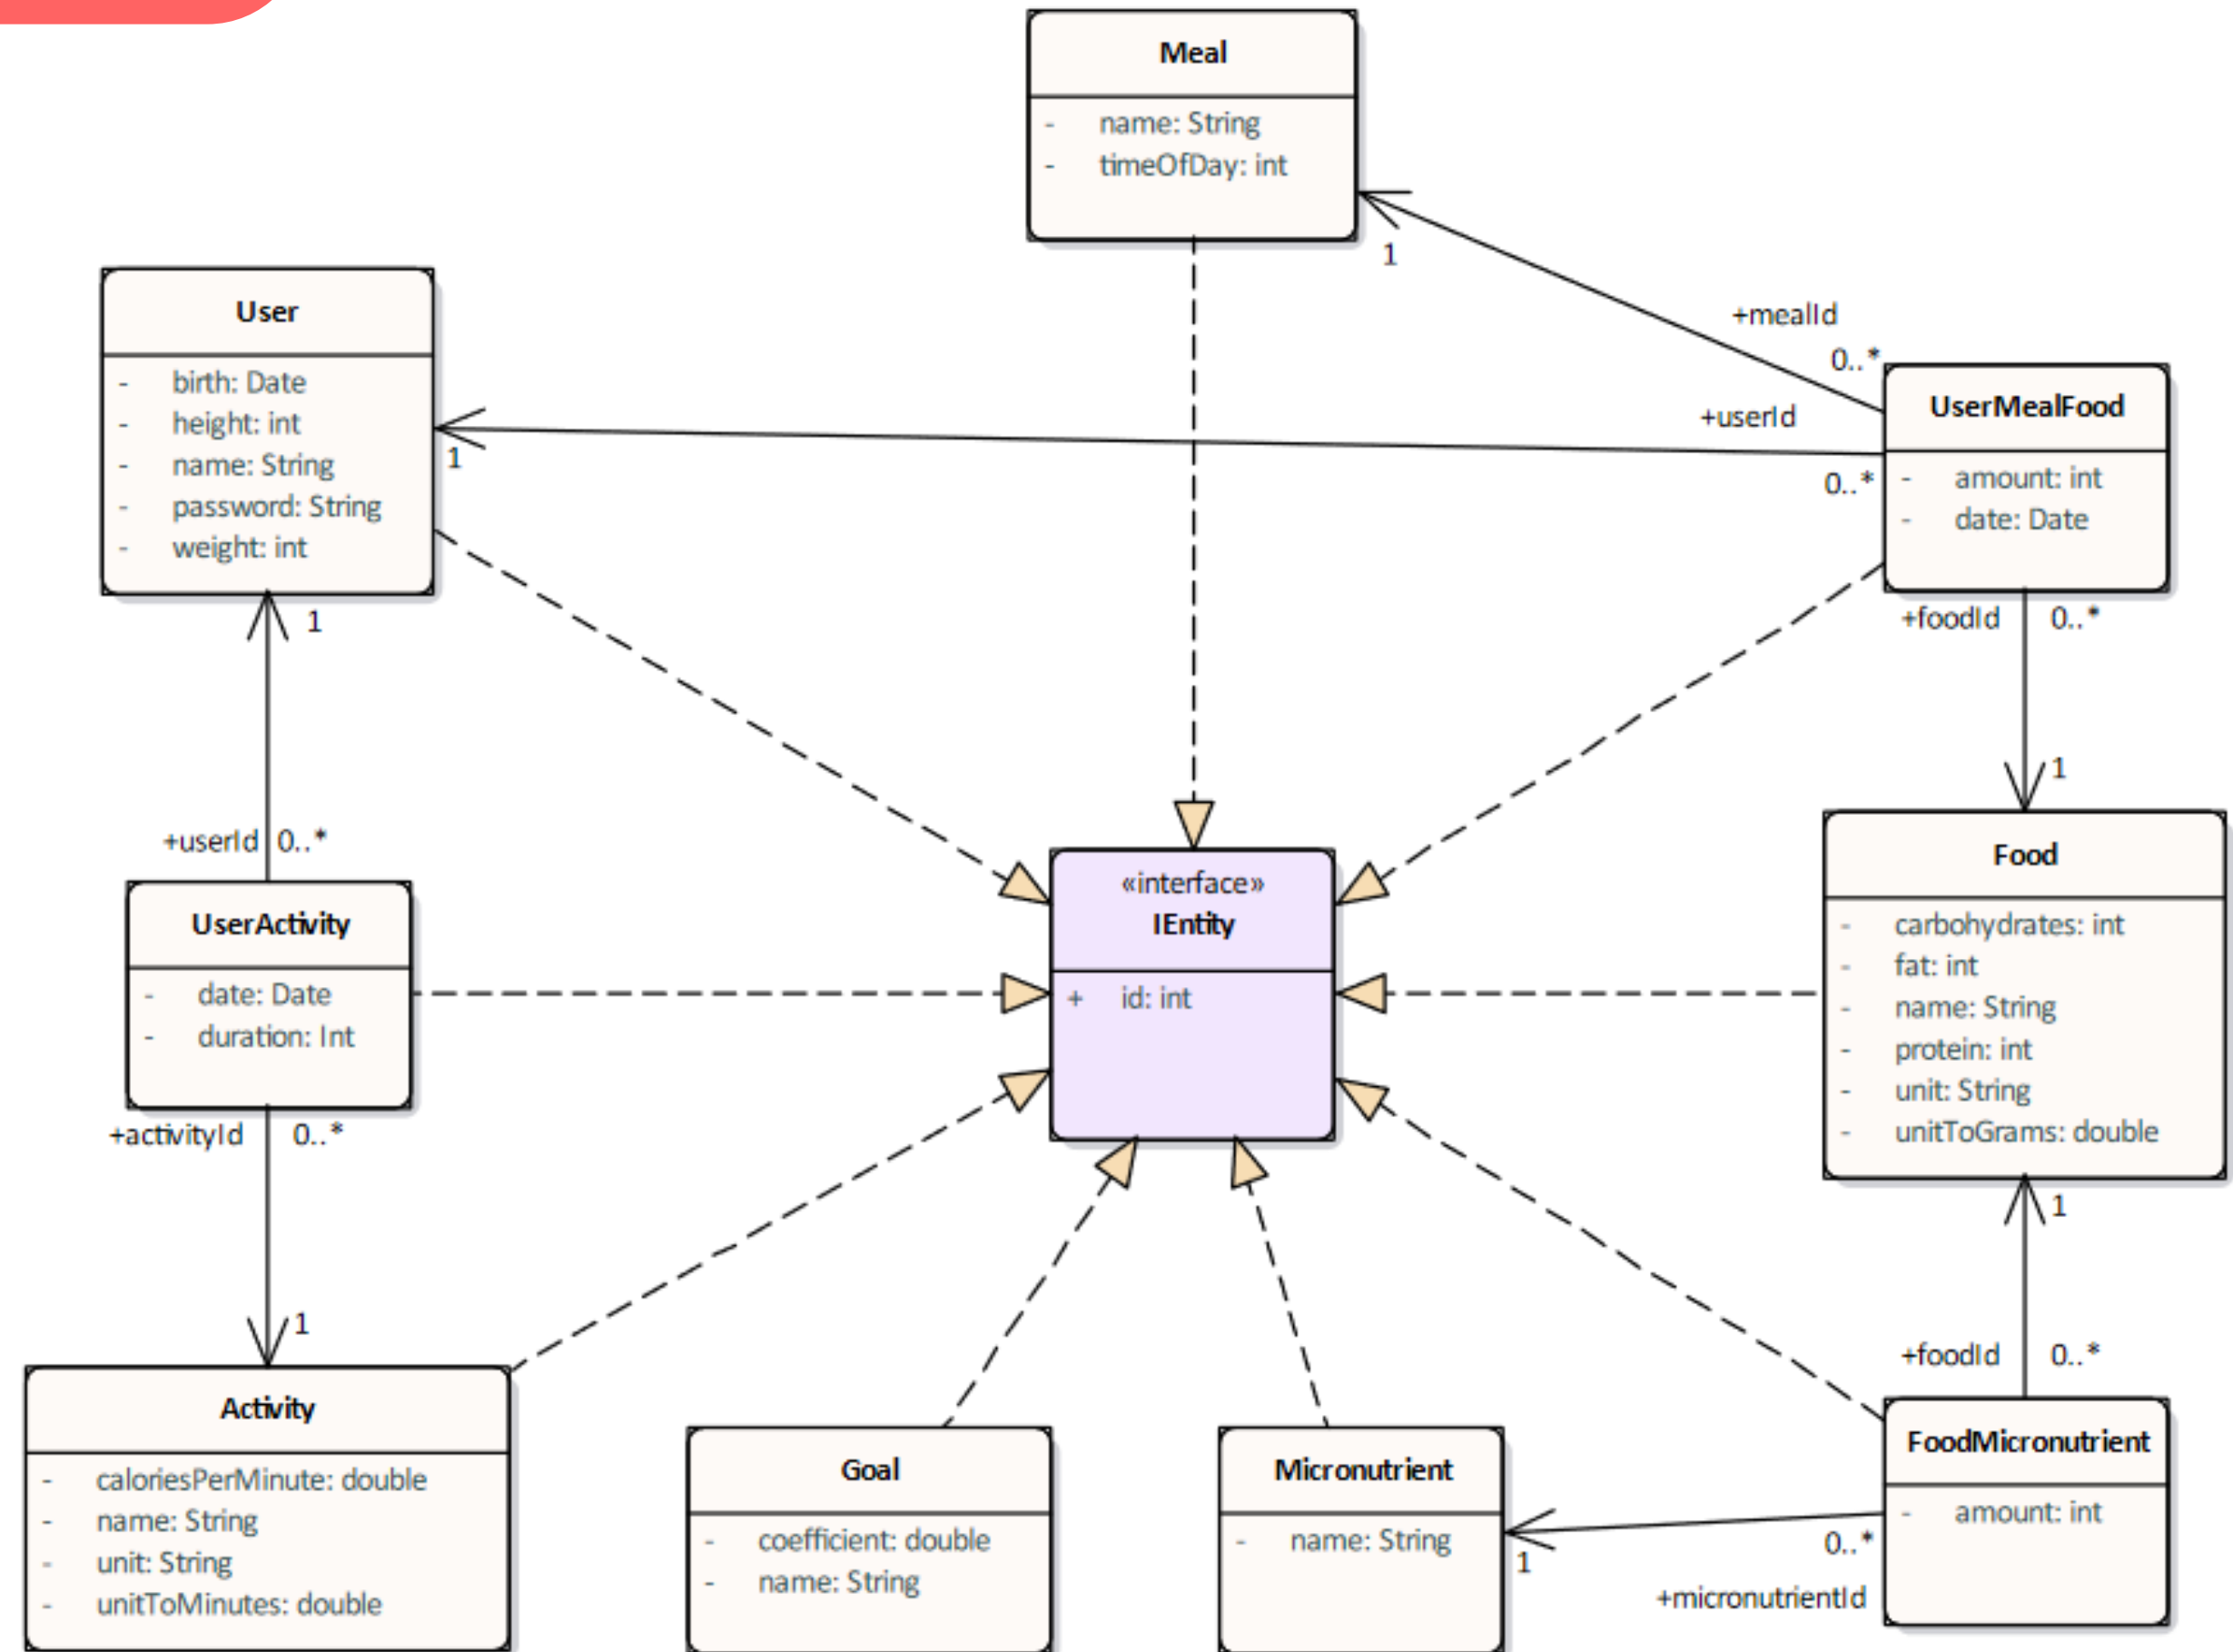 Meal
- name: String
- timeOfDay: int
1
+mealId
0..*
User
- birth: Date
- height: int
- name: String
- password: String
- weight: int
1
+userId
0..*
UserMealFood
- amount: int
- date: Date
1
+foodId 0..*
1
+userId 0..*
UserActivity
- date: Date
- duration: Int
«interface»
IEntity
+ id: int
Food
- carbohydrates: int
- fat: int
- name: String
- protein: int
- unit: String
- unitToGrams: double
+activityId 0..*
1
1
+foodId 0..*
Activity
- caloriesPerMinute: double
- name: String
- unit: String
- unitToMinutes: double
Goal
- coefficient: double
- name: String
Micronutrient
- name: String
1
0..*
+micronutrientId
FoodMicronutrient
- amount: int